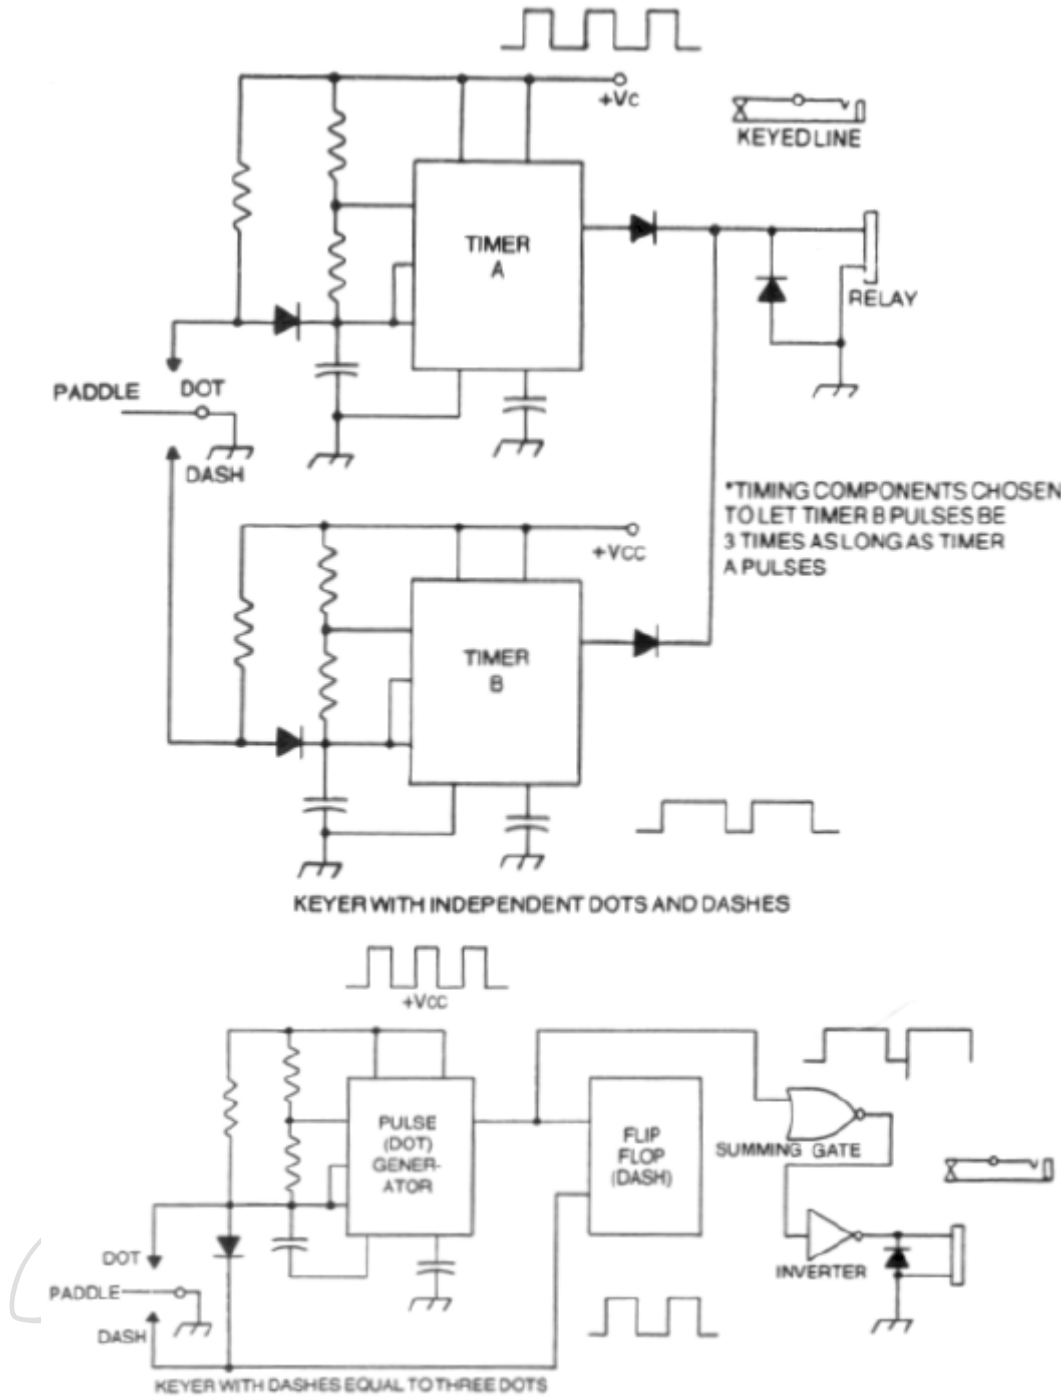 +Vc
KEYED LINE
TIMER
A
RELAY
PADDLE
DOT
DASH
*TIMING COMPONENTS CHOSEN
TO LET TIMER B PULSES BE
3 TIMES AS LONG AS TIMER
A PULSES
+VCC
TIMER
B
KEYER WITH INDEPENDENT DOTS AND DASHES
+VCC
PULSE
(DOT)
GENER-
ATOR
FLIP
FLOP
(DASH)
SUMMING GATE
INVERTER
DOT
PADDLE
DASH
KEYER WITH DASHES EQUAL TO THREE DOTS